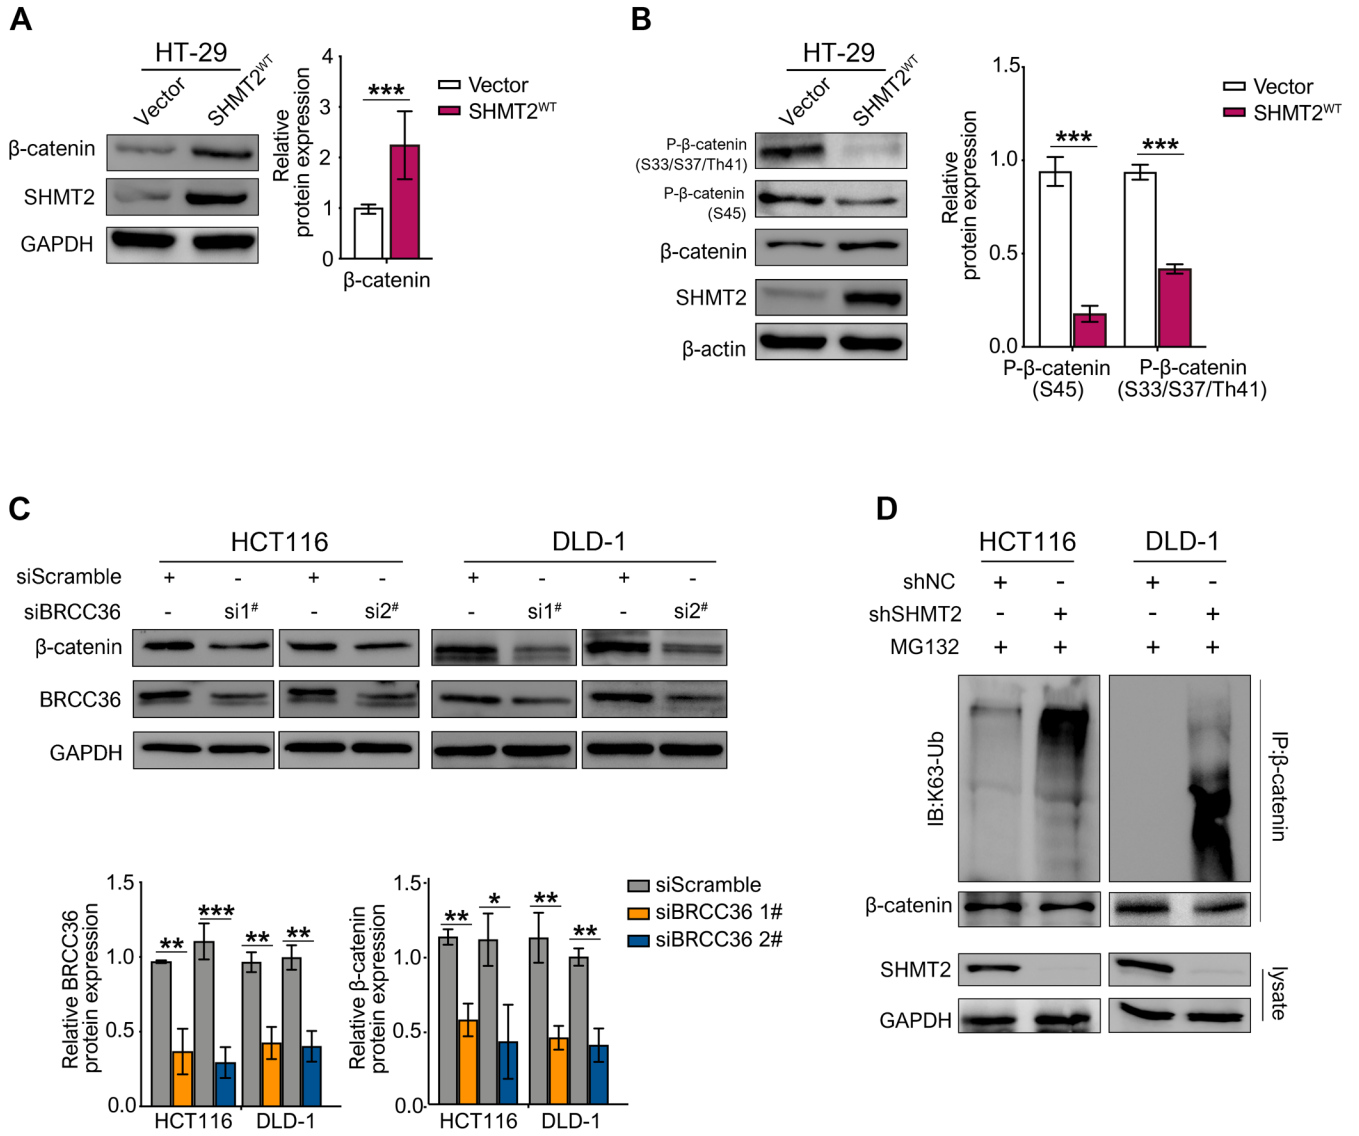 A
HT-29
Vector
SHMT2WT
β-catenin
SHMT2
GAPDH
Relative
protein expression
4
3
2
1
0
***
β-catenin
Vector
SHMT2WT
B
HT-29
Vector
SHMT2WT
P-β-catenin
(S33/S37/Th41)
P-β-catenin
(S45)
β-catenin
SHMT2
β-actin
Relative
protein expression
1.5
1.0
0.5
0.0
***
***
P-β-catenin
(S45)
P-β-catenin
(S33/S37/Th41)
Vector
SHMT2WT
C
HCT116
DLD-1
siScramble + - + - + - + -
siBRCC36 - si1# - si2# - si1# - si2#
β-catenin
BRCC36
GAPDH
Relative BRCC36
protein expression
1.5
1.0
0.5
0.0
**
***
**
**
HCT116
DLD-1
Relative β-catenin
protein expression
1.5
1.0
0.5
0.0
**
*
**
**
HCT116
DLD-1
siScramble
siBRCC36 1#
siBRCC36 2#
D
HCT116
DLD-1
shNC + - + -
shSHMT2 - + - +
MG132 + + + +
IB:K63-Ub
β-catenin
IP:β-catenin
SHMT2
GAPDH
lysate